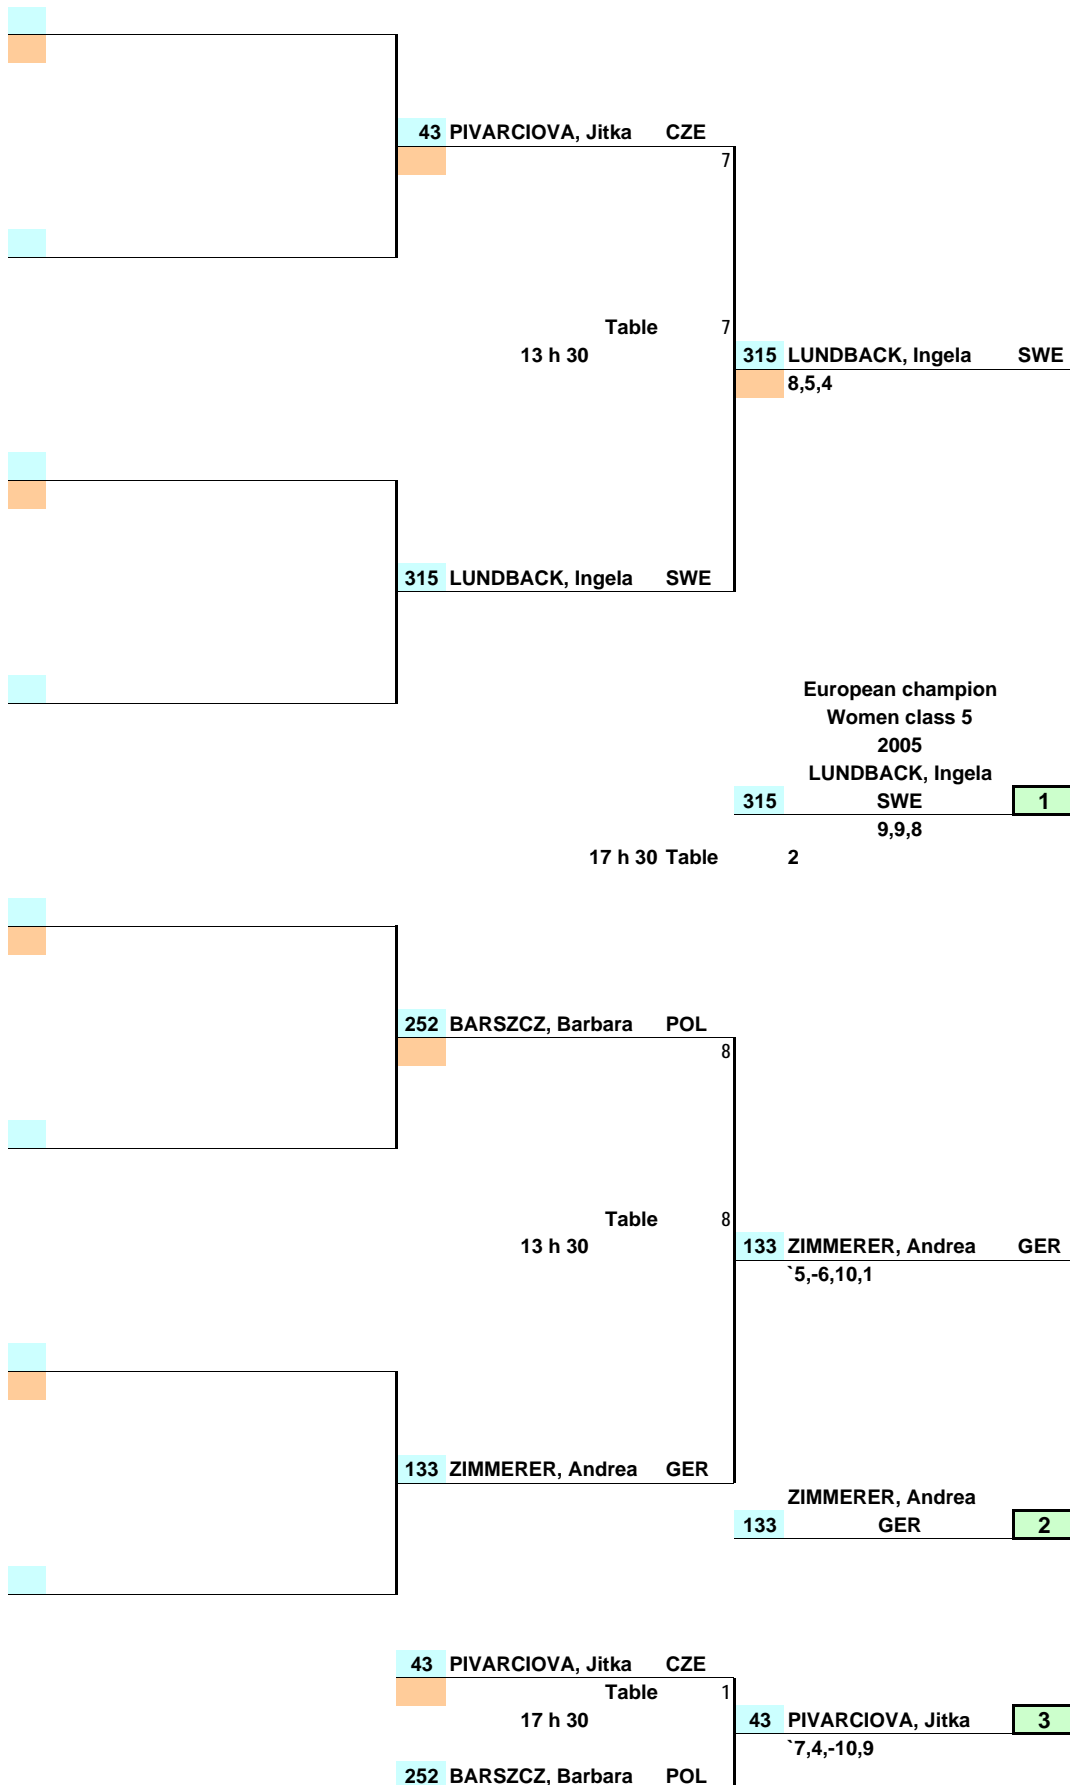 43 PIVARCIOVA, Jitka CZE
7
Table 7
13 h 30
315 LUNDBACK, Ingela SWE
8,5,4
315 LUNDBACK, Ingela SWE
European champion
Women class 5
2005
LUNDBACK, Ingela
315 SWE 1
9,9,8
17 h 30 Table 2
252 BARSZCZ, Barbara POL
8
Table 8
13 h 30
133 ZIMMERER, Andrea GER
`5,-6,10,1
133 ZIMMERER, Andrea GER
ZIMMERER, Andrea
133 GER 2
43 PIVARCIOVA, Jitka CZE
Table 1
17 h 30
43 PIVARCIOVA, Jitka 3
`7,4,-10,9
252 BARSZCZ, Barbara POL